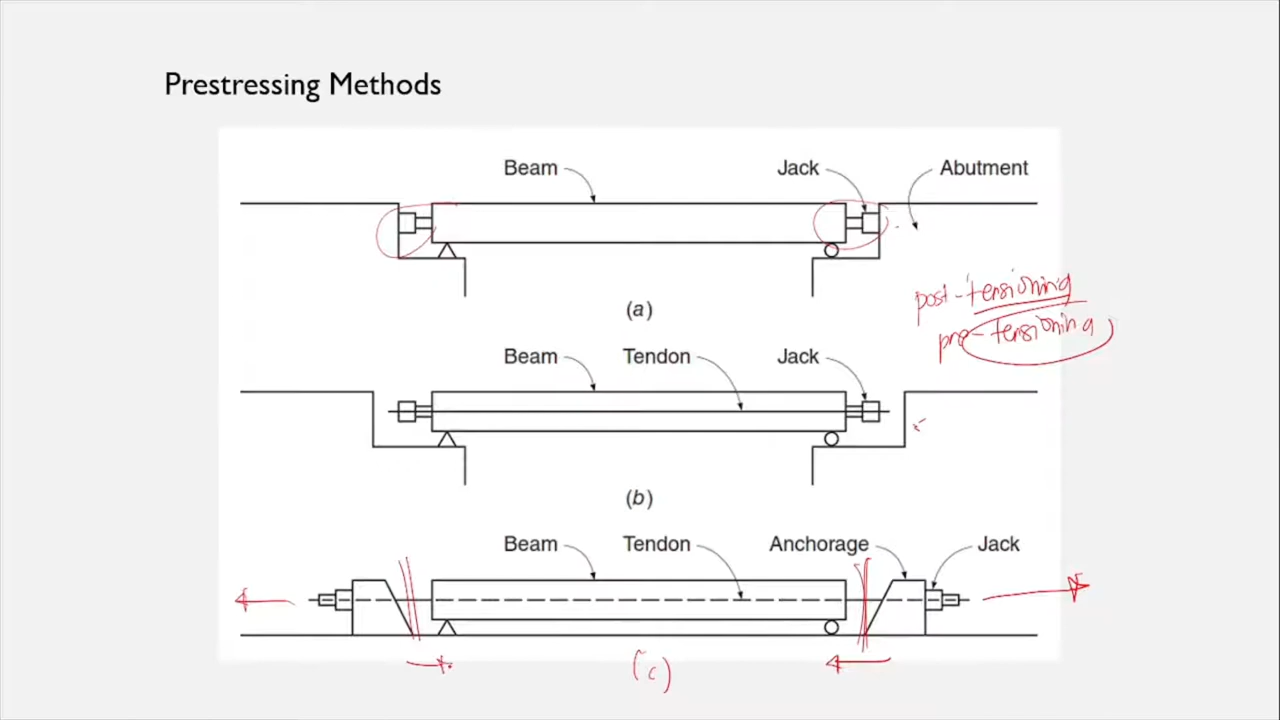 Prestressing Methods
Beam Jack Abutment
(a)
post-tensioning
pre-tensioning
Beam Tendon Jack
(b)
Beam Tendon Anchorage Jack
(c)